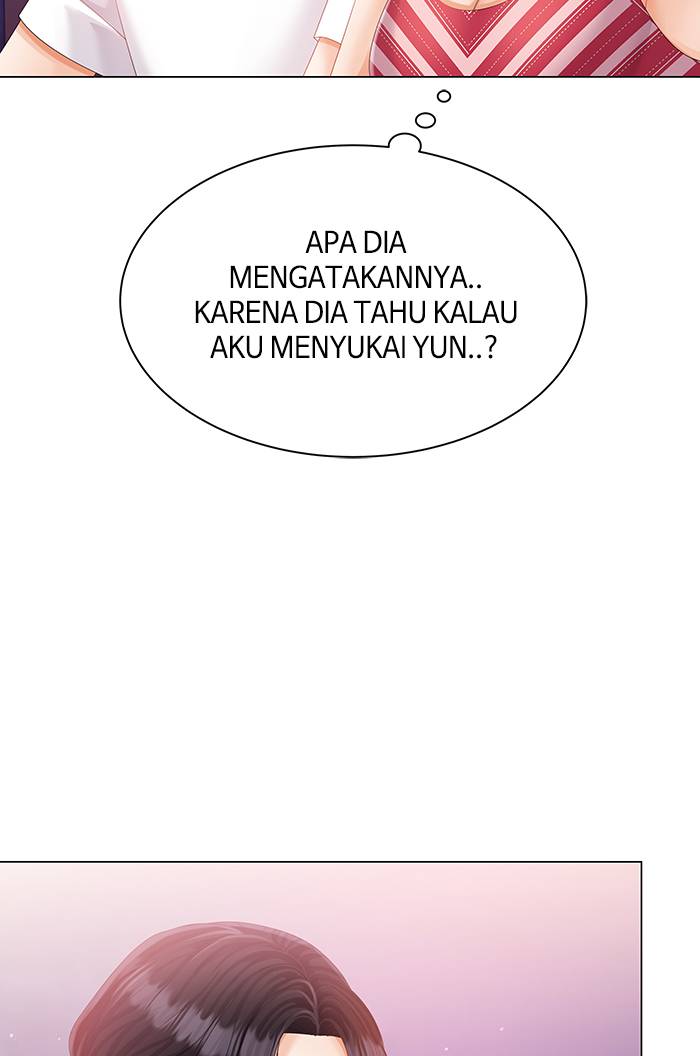 APA DIA
MENGATAKANNYA..
KARENA DIA TAHU KALAU
AKU MENYUKAI YUN..?